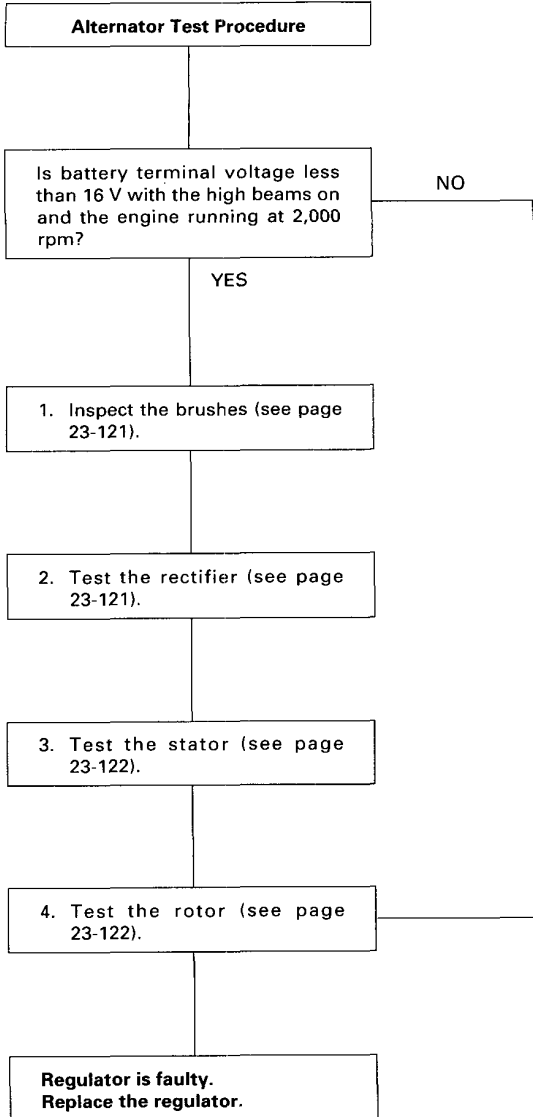 Alternator Test Procedure
Is battery terminal voltage less
than 16 V with the high beams on
and the engine running at 2,000
rpm?
NO
YES
1. Inspect the brushes (see page
23-121).
2. Test the rectifier (see page
23-121).
3. Test the stator (see page
23-122).
4. Test the rotor (see page
23-122).
Regulator is faulty.
Replace the regulator.